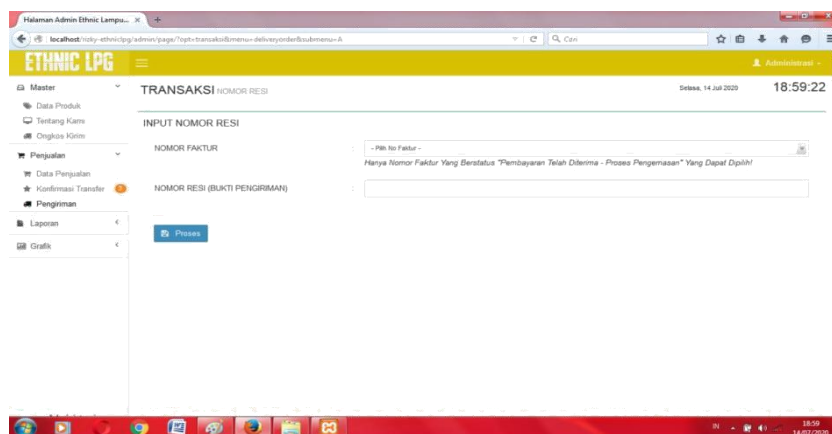 Halaman Admin Ethnic Lampu...
localhost/rizky-ethniclpg/admin/page/?opt=transaksi&menu=deliveryorder&submenu=A
Cari
ETHNIC LPG
Administrasi
Master
Data Produk
Tentang Kami
Ongkos Kirim
Penjualan
Data Penjualan
Konfirmasi Transfer
Pengiriman
Laporan
Grafik
TRANSAKSI NOMOR RESI
Selasa, 14 Juli 2020
18:59:22
INPUT NOMOR RESI
NOMOR FAKTUR :
- Pilih No Faktur -
Hanya Nomor Faktur Yang Berstatus "Pembayaran Telah Diterima - Proses Pengemasan" Yang Dapat Dipilih!
NOMOR RESI (BUKTI PENGIRIMAN) :
Proses
IN
18:59
14/07/2020